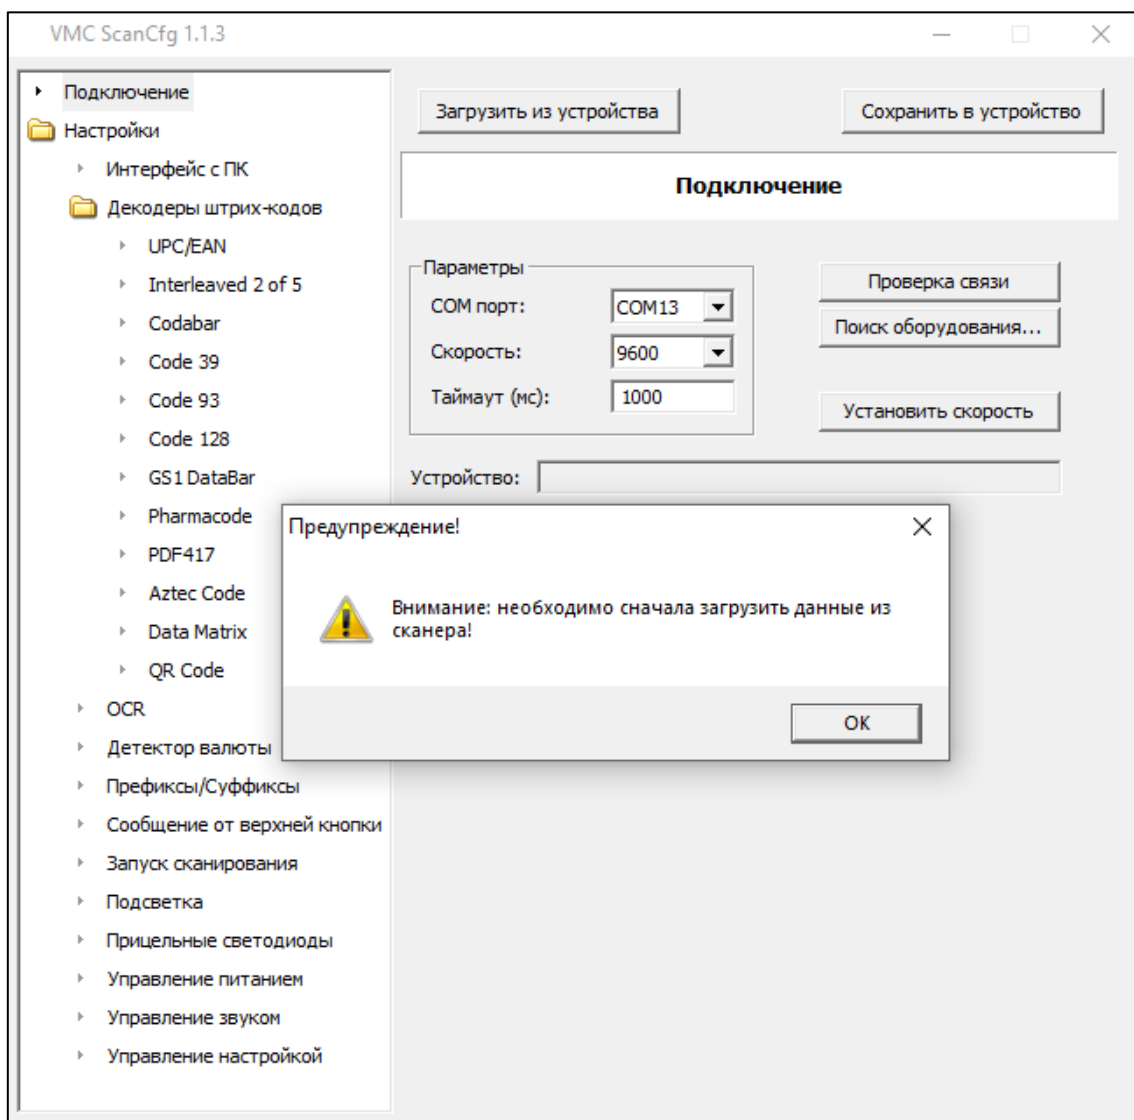 VMC ScanCfg 1.1.3
Подключение
Настройки
Интерфейс с ПК
Декодеры штрих-кодов
UPC/EAN
Interleaved 2 of 5
Codabar
Code 39
Code 93
Code 128
GS1 DataBar
Pharmacode
PDF417
Aztec Code
Data Matrix
QR Code
OCR
Детектор валюты
Префиксы/Суффиксы
Сообщение от верхней кнопки
Запуск сканирования
Подсветка
Прицельные светодиоды
Управление питанием
Управление звуком
Управление настройкой
Загрузить из устройства
Сохранить в устройство
Подключение
Параметры
COM порт: COM13
Скорость: 9600
Таймаут (мс): 1000
Проверка связи
Поиск оборудования...
Установить скорость
Устройство:
Предупреждение!
Внимание: необходимо сначала загрузить данные из
сканера!
OK